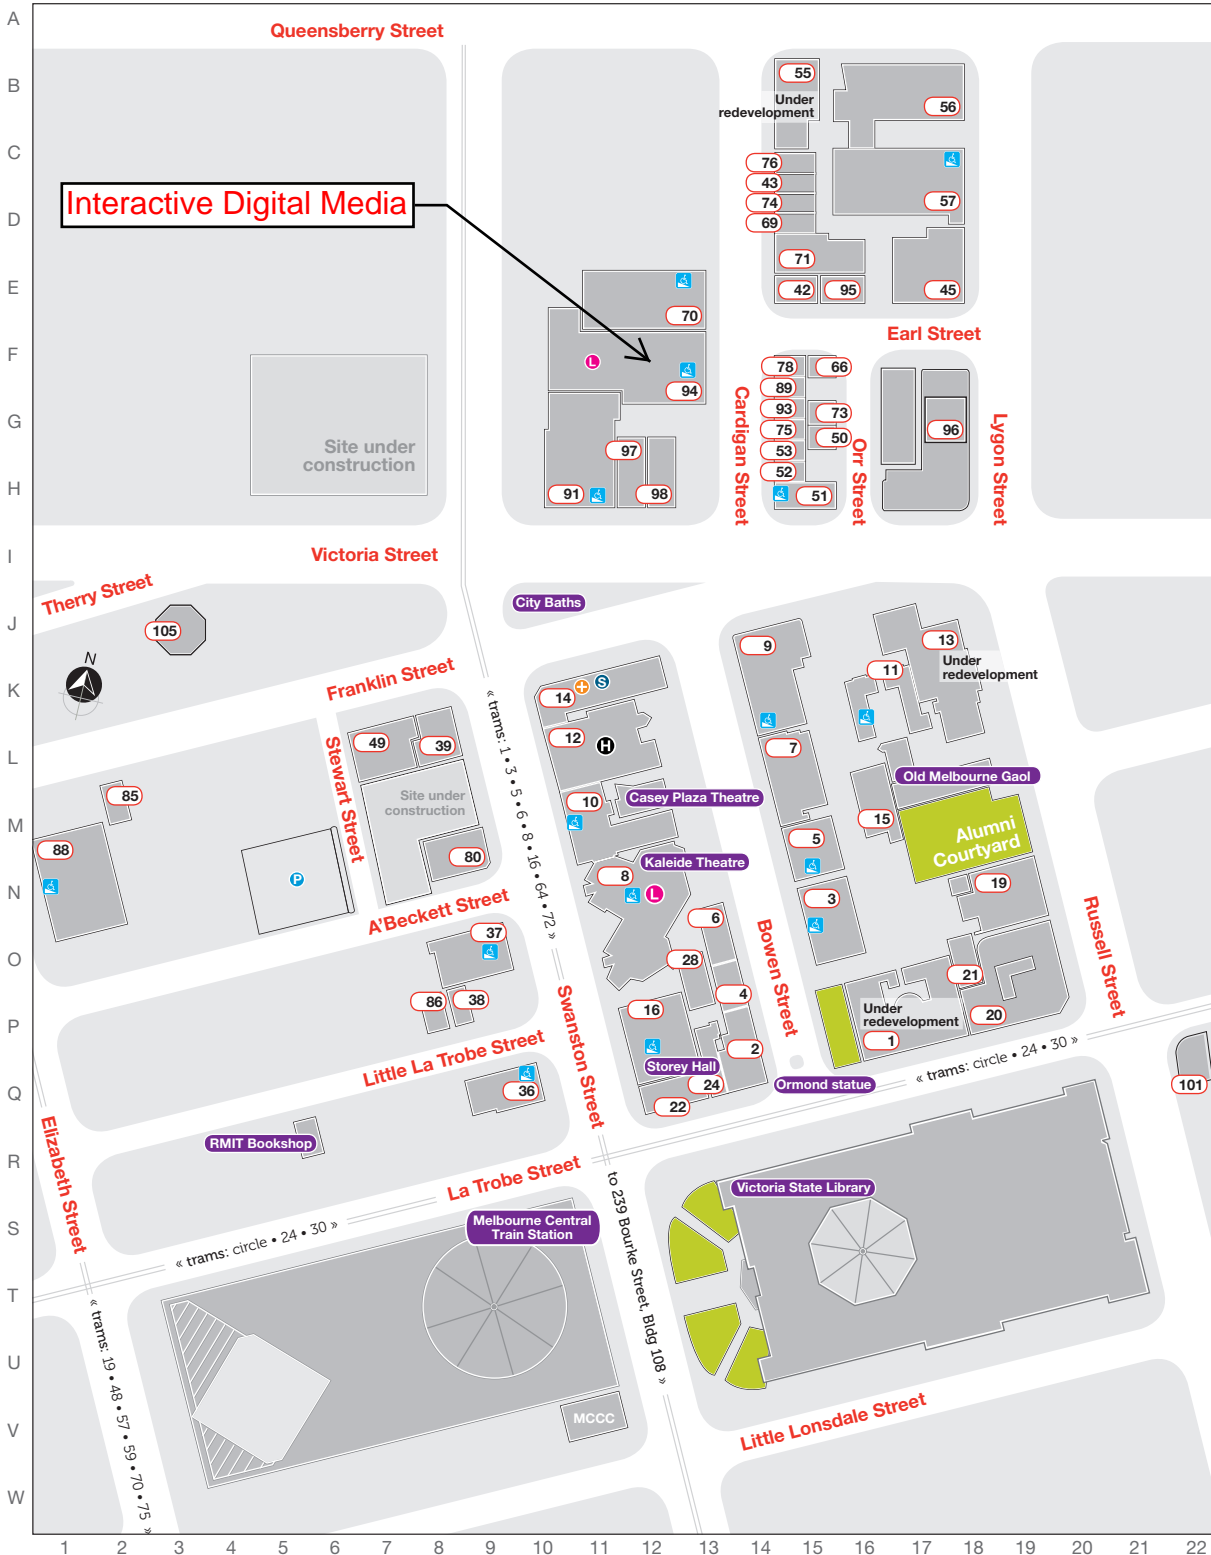 A
B
C
D
E
F
G
H
I
J
K
L
M
N
O
P
Q
R
S
T
U
V
W
1 2 3 4 5 6 7 8 9 10 11 12 13 14 15 16 17 18 19 20 21 22
Queensberry Street
Interactive Digital Media
55
Under
redevelopment
56
76
43
74
69
57
71
42
95
45
70
L
94
Earl Street
78
66
89
93
73
75
50
53
52
51
96
Cardigan Street
Orr Street
Lygon Street
Site under
construction
97
91
98
Victoria Street
Therry Street
105
N
City Baths
Franklin Street
Stewart Street
49
39
Site under
construction
80
85
88
P
A'Beckett Street
« trams: 1 • 3 • 5 • 6 • 8 • 16 • 64 • 72 »
14
S
12
H
10
Casey Plaza Theatre
Kaleide Theatre
8
L
9
7
5
3
13
Under
redevelopment
11
Old Melbourne Gaol
15
Alumni
Courtyard
19
6
28
4
16
2
Storey Hall
24
22
Bowen Street
21
20
Under
redevelopment
1
Ormond statue
Russell Street
« trams: circle • 24 • 30 »
101
37
86
38
Little La Trobe Street
36
Swanston Street
RMIT Bookshop
Elizabeth Street
La Trobe Street
« trams: circle • 24 • 30 »
Melbourne Central
Train Station
to 239 Bourke Street, Bldg 108 »
Victoria State Library
« trams: 19 • 48 • 57 • 59 • 70 • 75 »
MCCC
Little Lonsdale Street